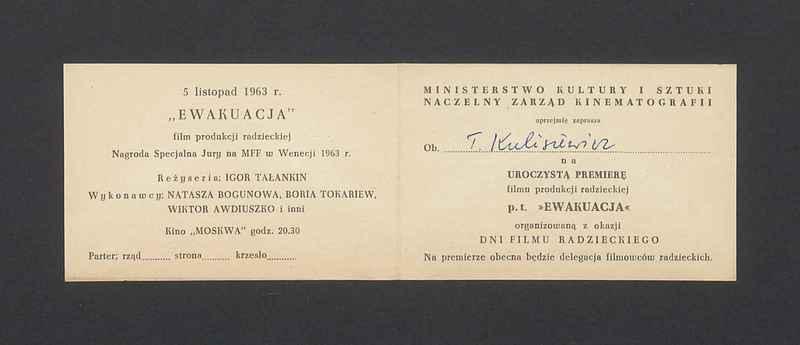 5 listopad 1963 r.
„EWAKUACJA"
film produkcji radzieckiej
Nagroda Specjalna Jury na MFF w Wenecji 1963 r.
Reżyseria: IGOR TAŁANKIN
Wykonawcy: NATASZA BOGUNOWA, BORIA TOKARIEW,
WIKTOR AWDIUSZKO i inni
Kino „MOSKWA" godz. 20.30
Parter: rząd.......... strona.......... krzesło..........
MINISTERSTWO KULTURY I SZTUKI
NACZELNY ZARZĄD KINEMATOGRAFII
uprzejmie zaprasza
Ob. T. Kulisiewicz
na
UROCZYSTĄ PREMIERĘ
filmu produkcji radzieckiej
p. t. »EWAKUACJA«
organizowaną z okazji
DNI FILMU RADZIECKIEGO
Na premierze obecna będzie delegacja filmowców radzieckich.